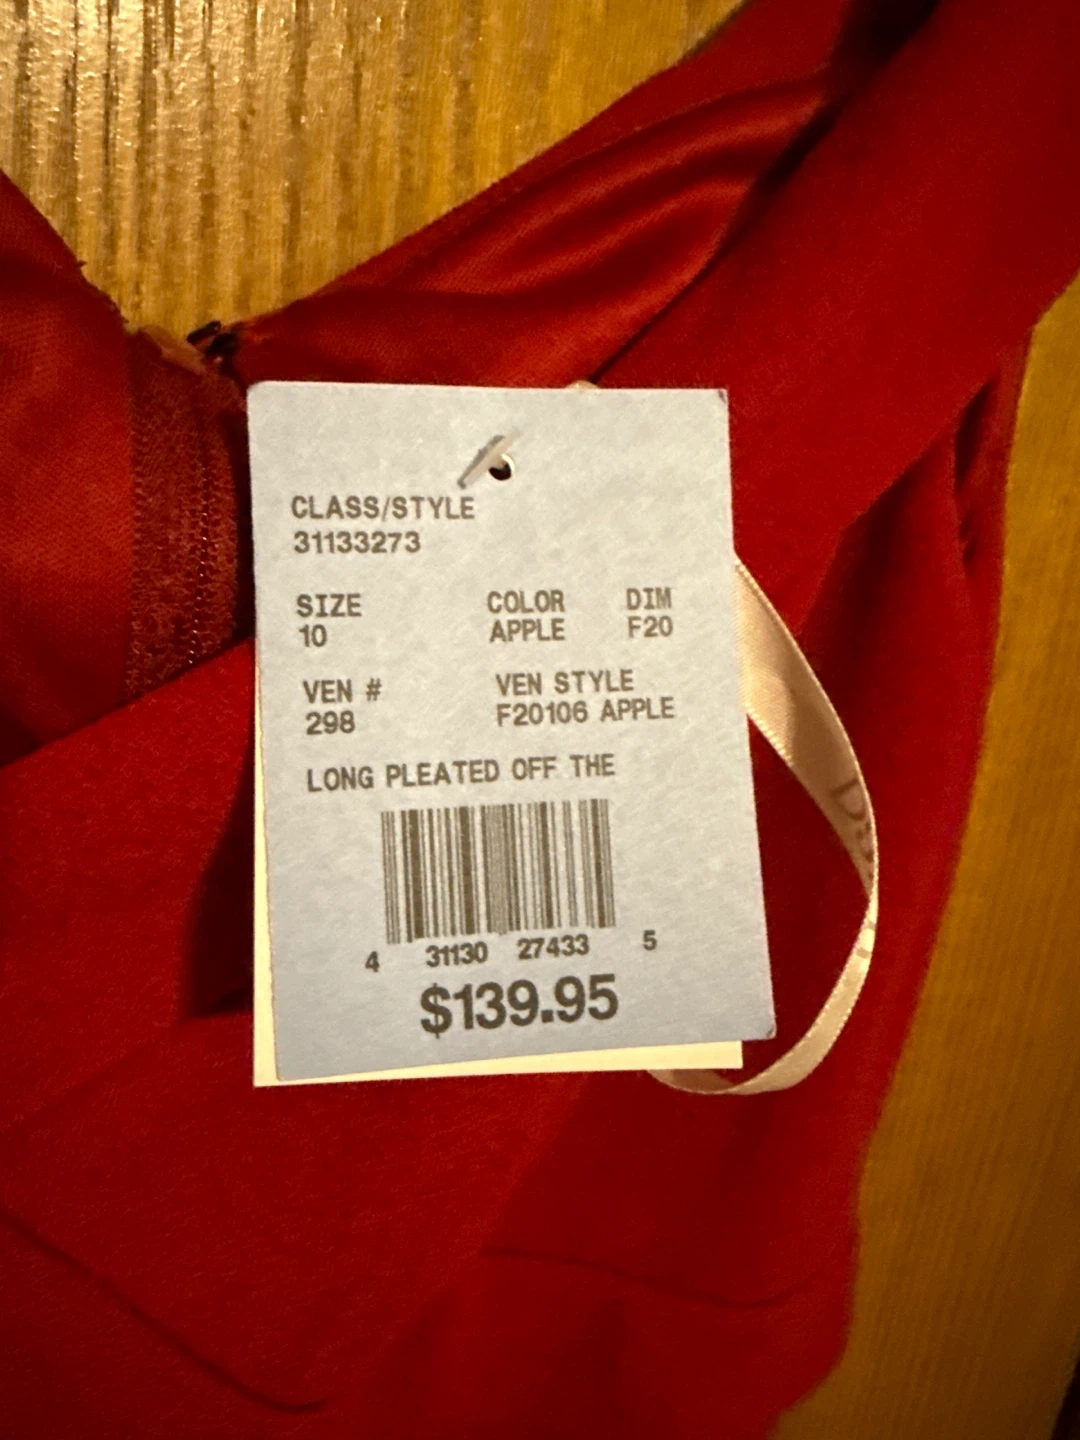 CLASS/STYLE
31133273
SIZE COLOR DIM
10 APPLE F20
VEN # VEN STYLE
298 F20106 APPLE
LONG PLEATED OFF THE
4 31130 27433 5
$139.95